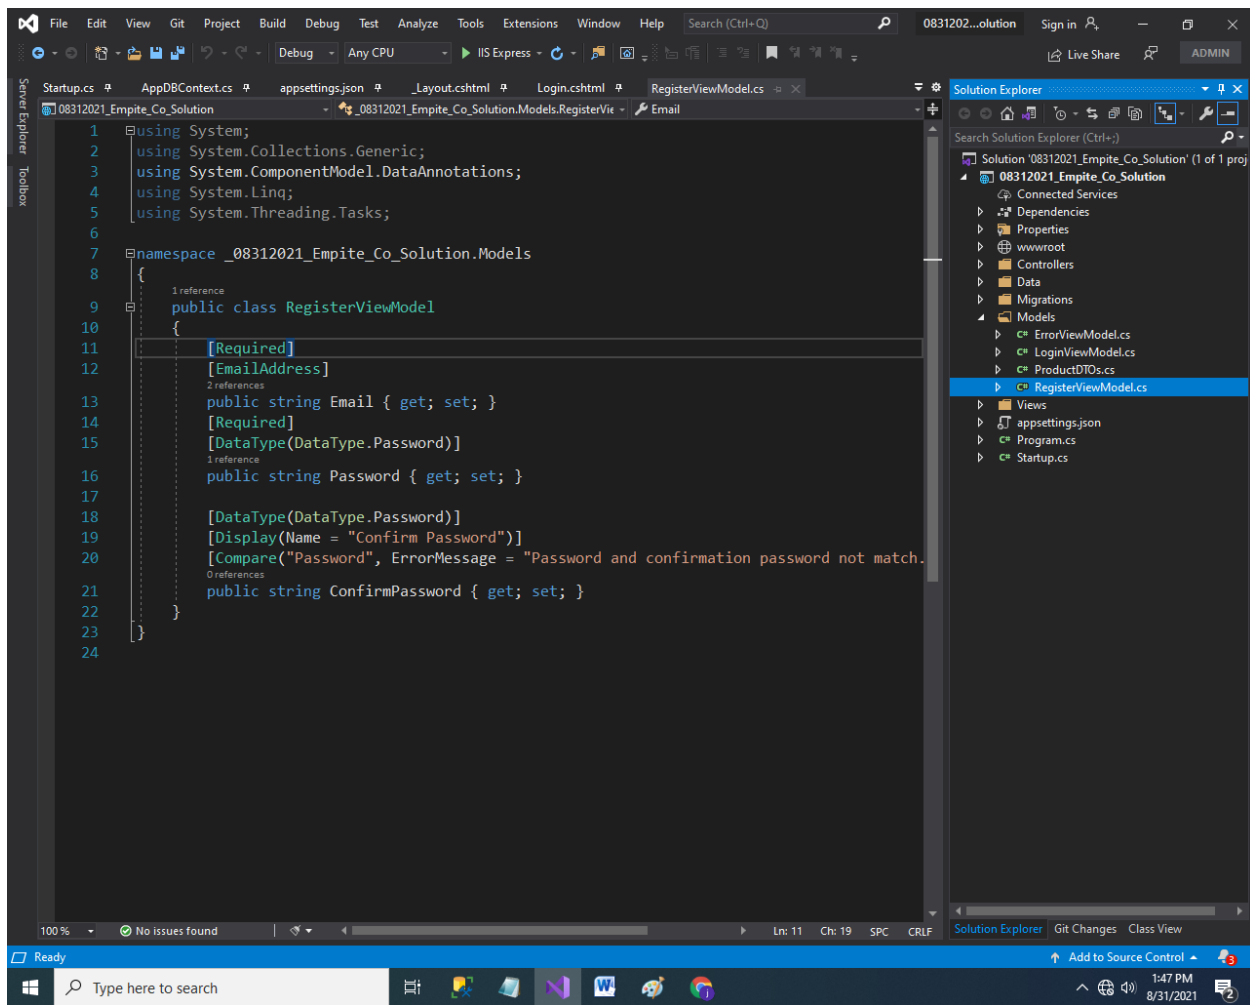 File Edit View Git Project Build Debug Test Analyze Tools Extensions Window Help Search (Ctrl+Q) 0831202...olution Sign in
Debug Any CPU IIS Express Live Share ADMIN
Server Explorer
Toolbox
Startup.cs AppDBContext.cs appsettings.json _Layout.cshtml Login.cshtml RegisterViewModel.cs
08312021_Empite_Co_Solution _08312021_Empite_Co_Solution.Models.RegisterVie Email
1 using System;
2 using System.Collections.Generic;
3 using System.ComponentModel.DataAnnotations;
4 using System.Linq;
5 using System.Threading.Tasks;
6
7 namespace _08312021_Empite_Co_Solution.Models
8 {
1 reference
9 public class RegisterViewModel
10 {
11 [Required]
12 [EmailAddress]
2 references
13 public string Email { get; set; }
14 [Required]
15 [DataType(DataType.Password)]
1 reference
16 public string Password { get; set; }
17
18 [DataType(DataType.Password)]
19 [Display(Name = "Confirm Password")]
20 [Compare("Password", ErrorMessage = "Password and confirmation password not match.
0 references
21 public string ConfirmPassword { get; set; }
22 }
23 }
24
100 % No issues found Ln: 11 Ch: 19 SPC CRLF
Solution Explorer
Search Solution Explorer (Ctrl+;)
Solution '08312021_Empite_Co_Solution' (1 of 1 proj
08312021_Empite_Co_Solution
Connected Services
Dependencies
Properties
wwwroot
Controllers
Data
Migrations
Models
C# ErrorViewModel.cs
C# LoginViewModel.cs
C# ProductDTOs.cs
C# RegisterViewModel.cs
Views
appsettings.json
C# Program.cs
C# Startup.cs
Solution Explorer Git Changes Class View
Ready Add to Source Control 3
Type here to search W j 1:47 PM
8/31/2021 2